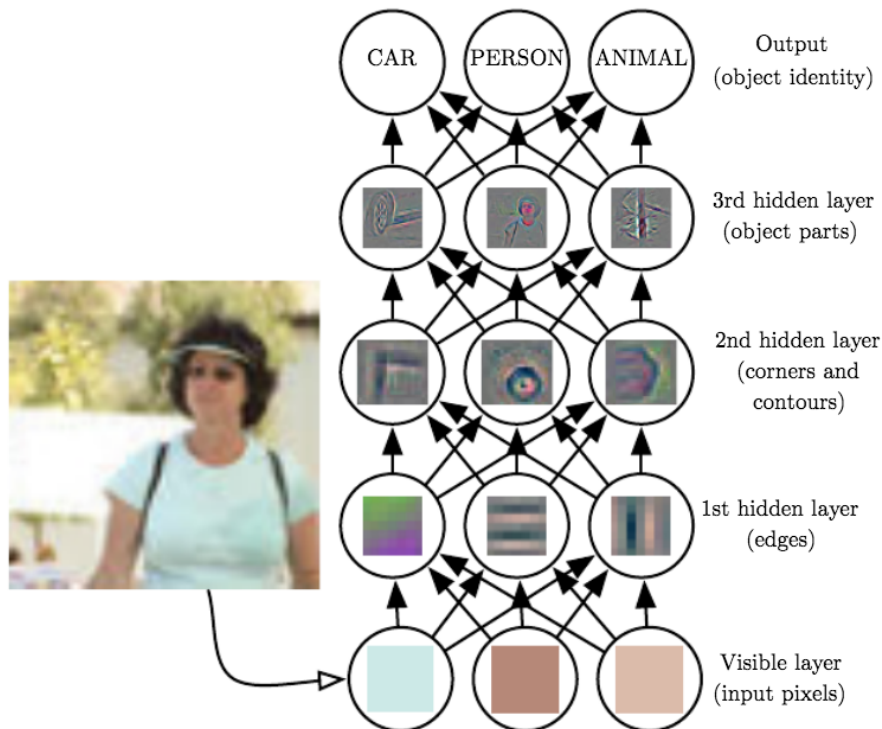 CAR PERSON ANIMAL
Output
(object identity)
3rd hidden layer
(object parts)
2nd hidden layer
(corners and
contours)
1st hidden layer
(edges)
Visible layer
(input pixels)